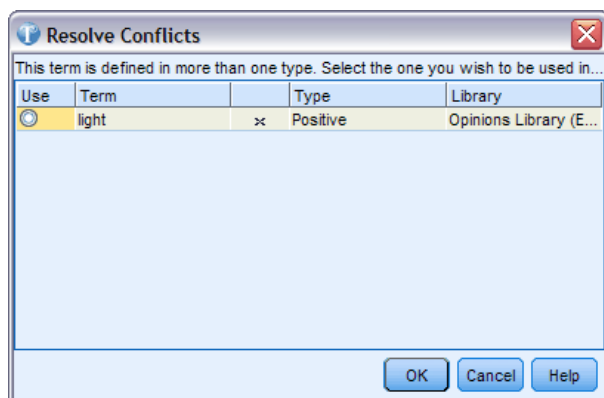 Resolve Conflicts
This term is defined in more than one type. Select the one you wish to be used in...
Use Term Type Library
light Positive Opinions Library (E...
OK Cancel Help